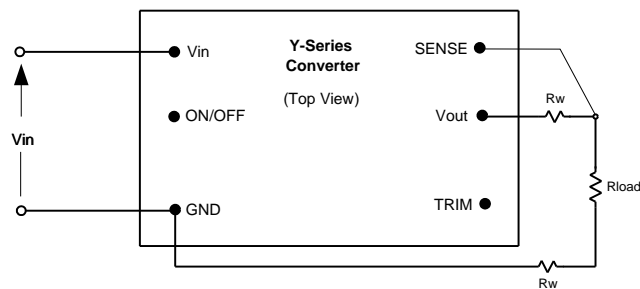 Y-Series
Converter
(Top View)
Vin
SENSE
ON/OFF
Vout
Rw
Vin
Rload
GND
TRIM
Rw